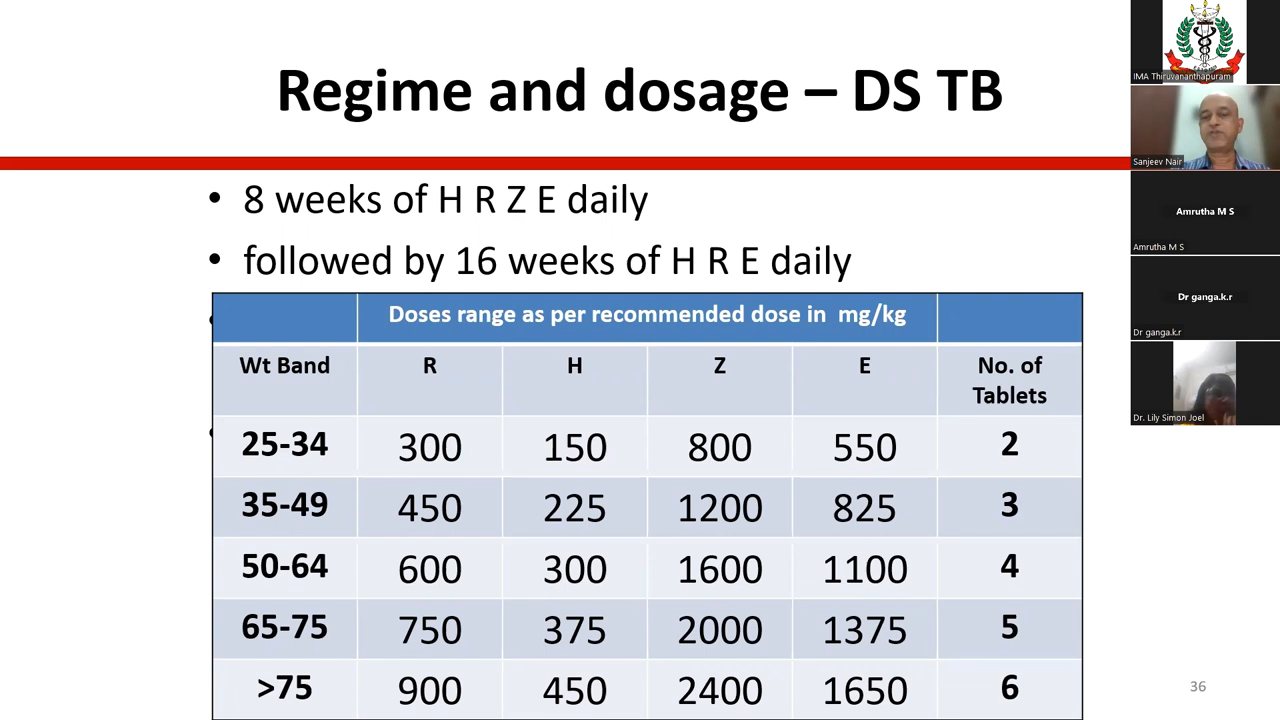 Regime and dosage – DS TB
• 8 weeks of H R Z E daily
• followed by 16 weeks of H R E daily
Doses range as per recommended dose in mg/kg
Wt Band R H Z E No. of Tablets
25-34 300 150 800 550 2
35-49 450 225 1200 825 3
50-64 600 300 1600 1100 4
65-75 750 375 2000 1375 5
>75 900 450 2400 1650 6
36
IMA Thiruvananthapuram
Sanjeev Nair
Amrutha M S
Amrutha M S
Dr ganga.k.r
Dr ganga.k.r
Dr. Lily Simon Joel